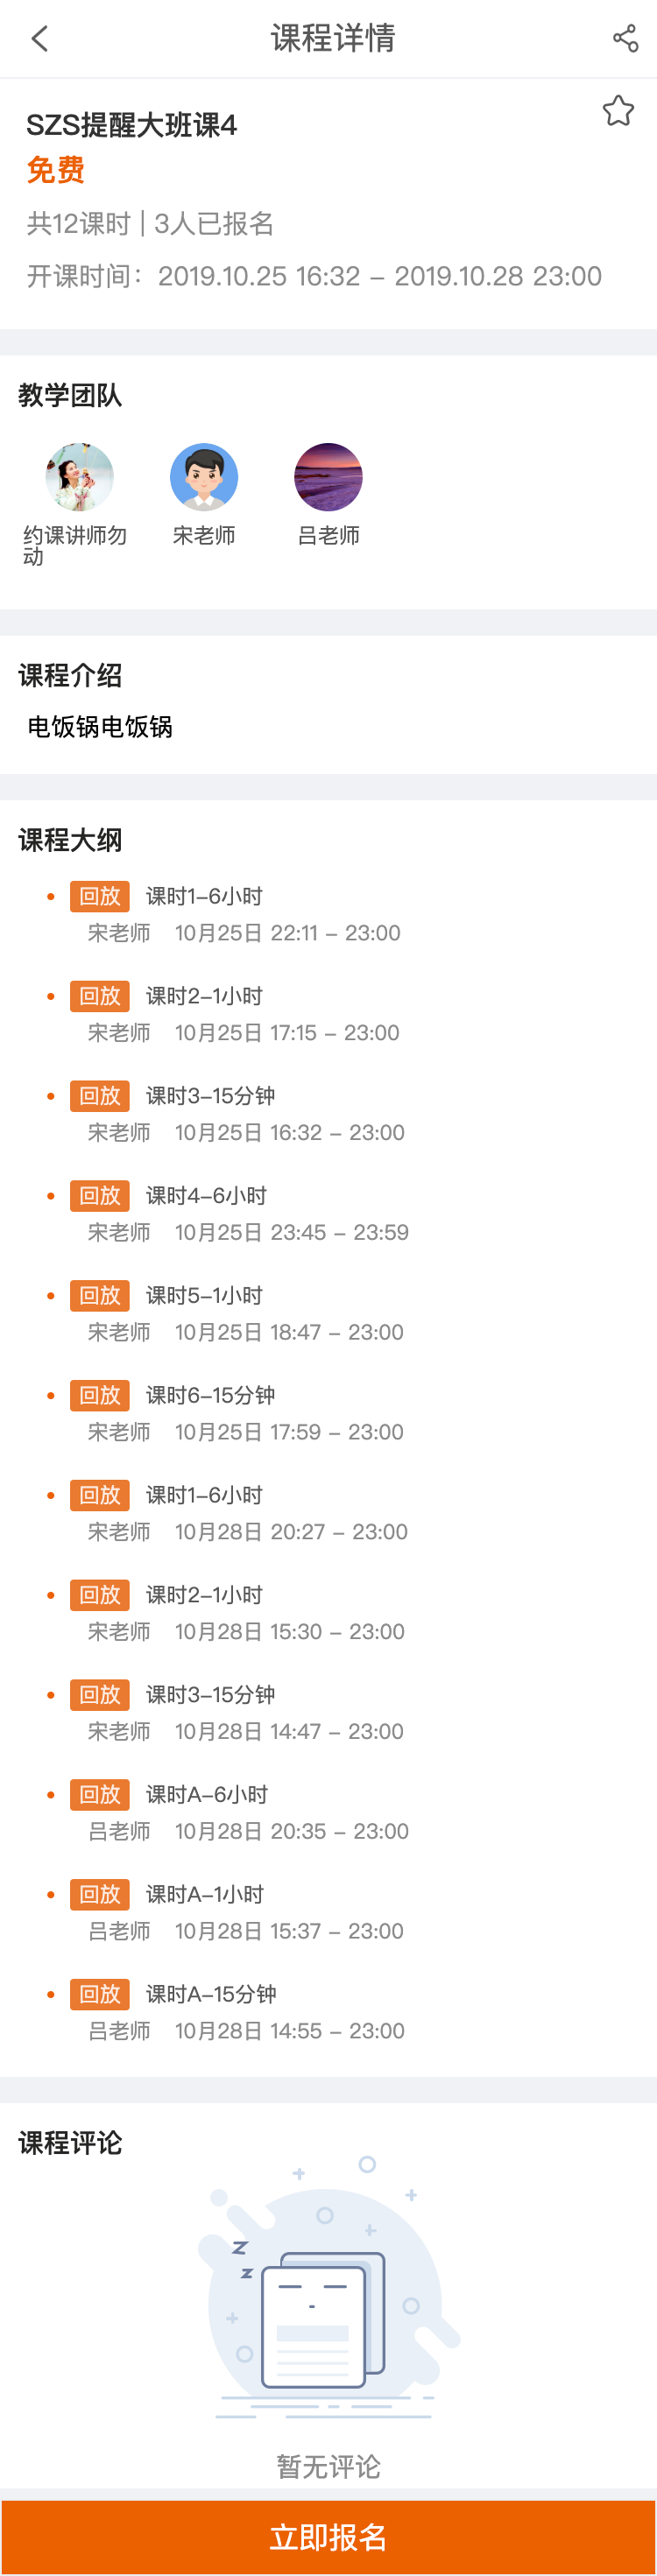 课程详情
SZS提醒大班课4
免费
共12课时 | 3人已报名
开课时间：2019.10.25 16:32 - 2019.10.28 23:00
教学团队
约课讲师勿动
宋老师
吕老师
课程介绍
电饭锅电饭锅
课程大纲
回放 课时1-6小时
宋老师 10月25日 22:11 - 23:00
回放 课时2-1小时
宋老师 10月25日 17:15 - 23:00
回放 课时3-15分钟
宋老师 10月25日 16:32 - 23:00
回放 课时4-6小时
宋老师 10月25日 23:45 - 23:59
回放 课时5-1小时
宋老师 10月25日 18:47 - 23:00
回放 课时6-15分钟
宋老师 10月25日 17:59 - 23:00
回放 课时1-6小时
宋老师 10月28日 20:27 - 23:00
回放 课时2-1小时
宋老师 10月28日 15:30 - 23:00
回放 课时3-15分钟
宋老师 10月28日 14:47 - 23:00
回放 课时A-6小时
吕老师 10月28日 20:35 - 23:00
回放 课时A-1小时
吕老师 10月28日 15:37 - 23:00
回放 课时A-15分钟
吕老师 10月28日 14:55 - 23:00
课程评论
z
z
暂无评论
立即报名